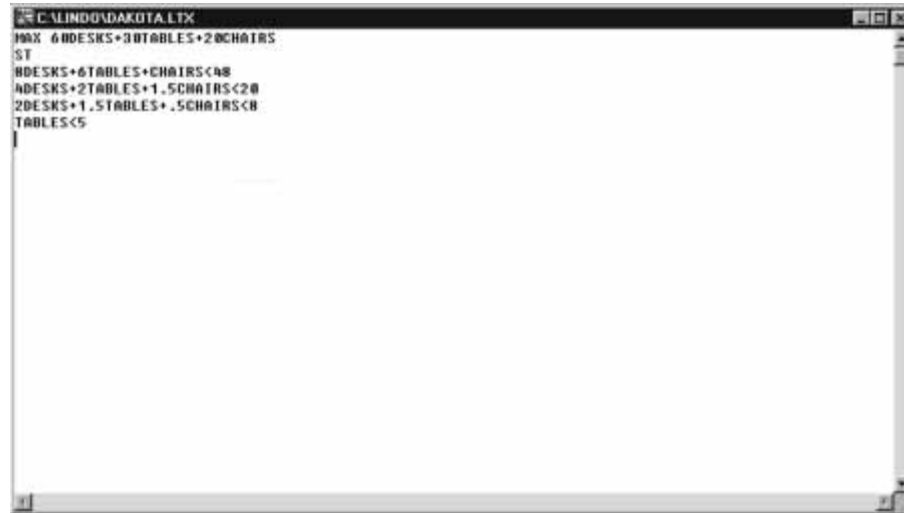 C:\LINDO\DAKOTA.LTX
MAX 60DESKS+30TABLES+20CHAIRS
ST
8DESKS+6TABLES+CHAIRS<48
4DESKS+2TABLES+1.5CHAIRS<20
2DESKS+1.5TABLES+.5CHAIRS<8
TABLES<5